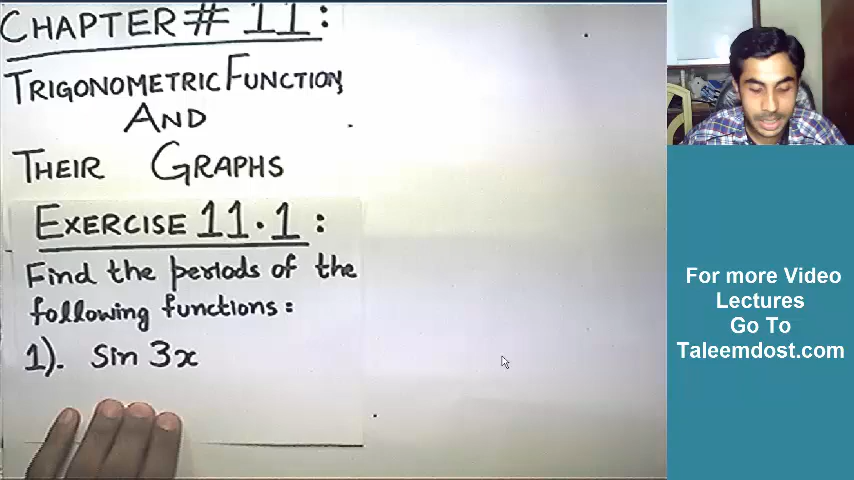 CHAPTER # 11:
TRIGONOMETRIC FUNCTION,
AND
THEIR GRAPHS
EXERCISE 11.1:
Find the periods of the
following functions:
1). Sin 3x
For more Video
Lectures
Go To
Taleemdost.com